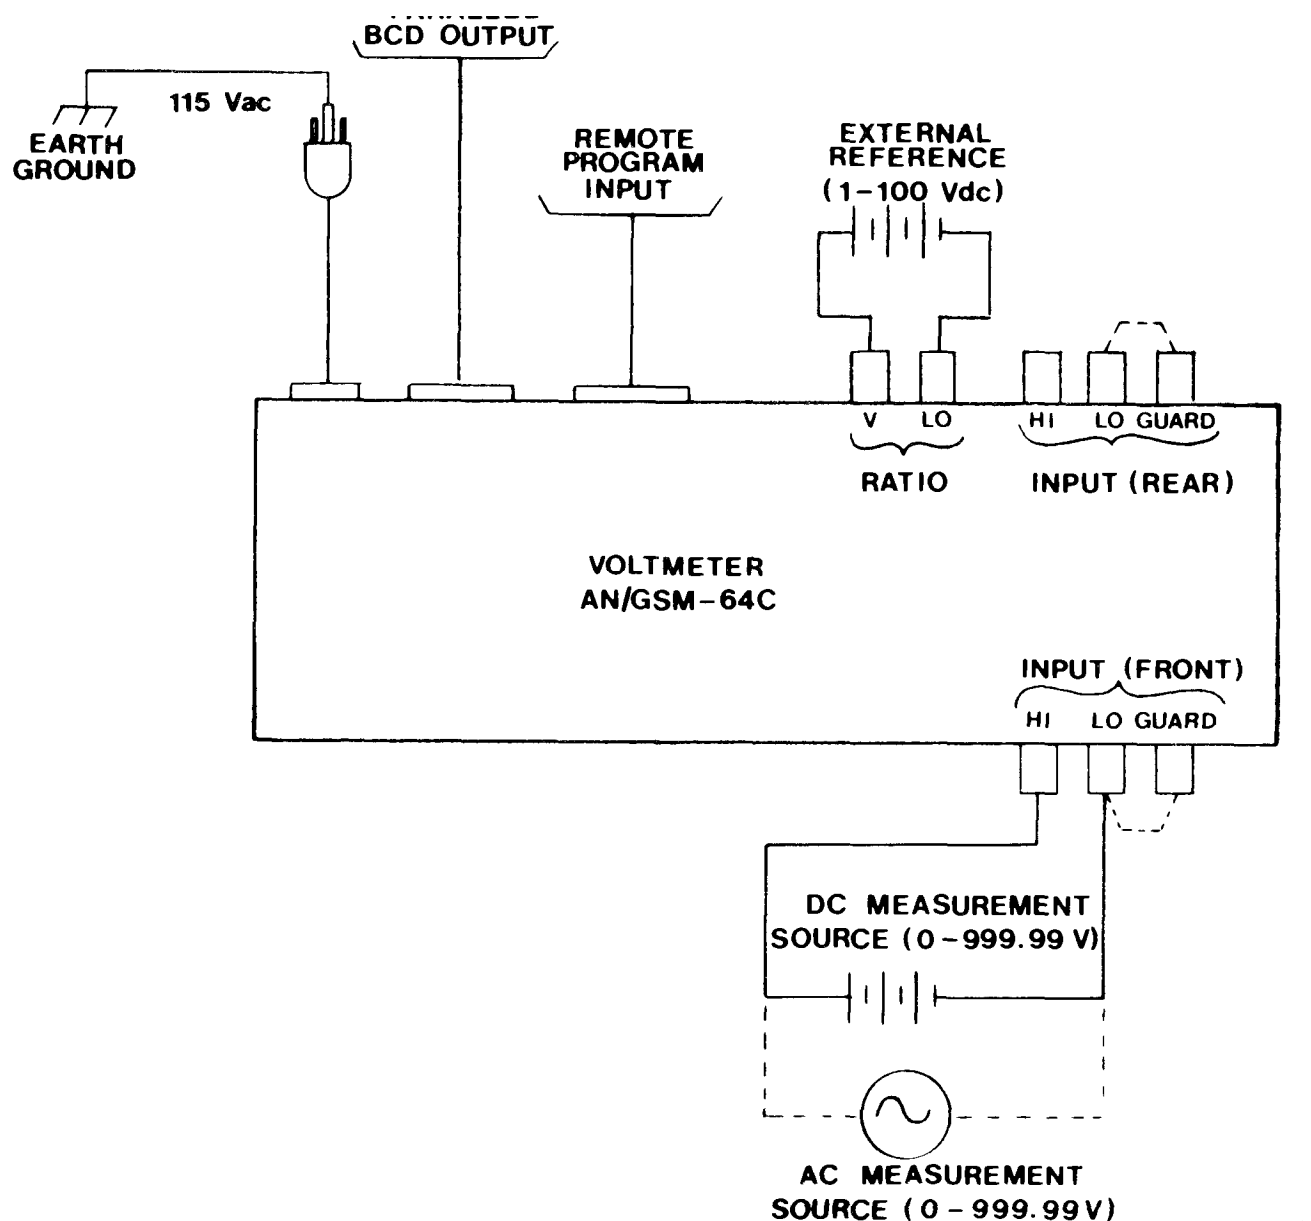 BCD OUTPUT
115 Vac
EARTH
GROUND
REMOTE
PROGRAM
INPUT
EXTERNAL
REFERENCE
(1-100 Vdc)
V LO
RATIO
HI LO GUARD
INPUT (REAR)
VOLTMETER
AN/GSM-64C
INPUT (FRONT)
HI LO GUARD
DC MEASUREMENT
SOURCE (0-999.99 V)
AC MEASUREMENT
SOURCE (0-999.99V)